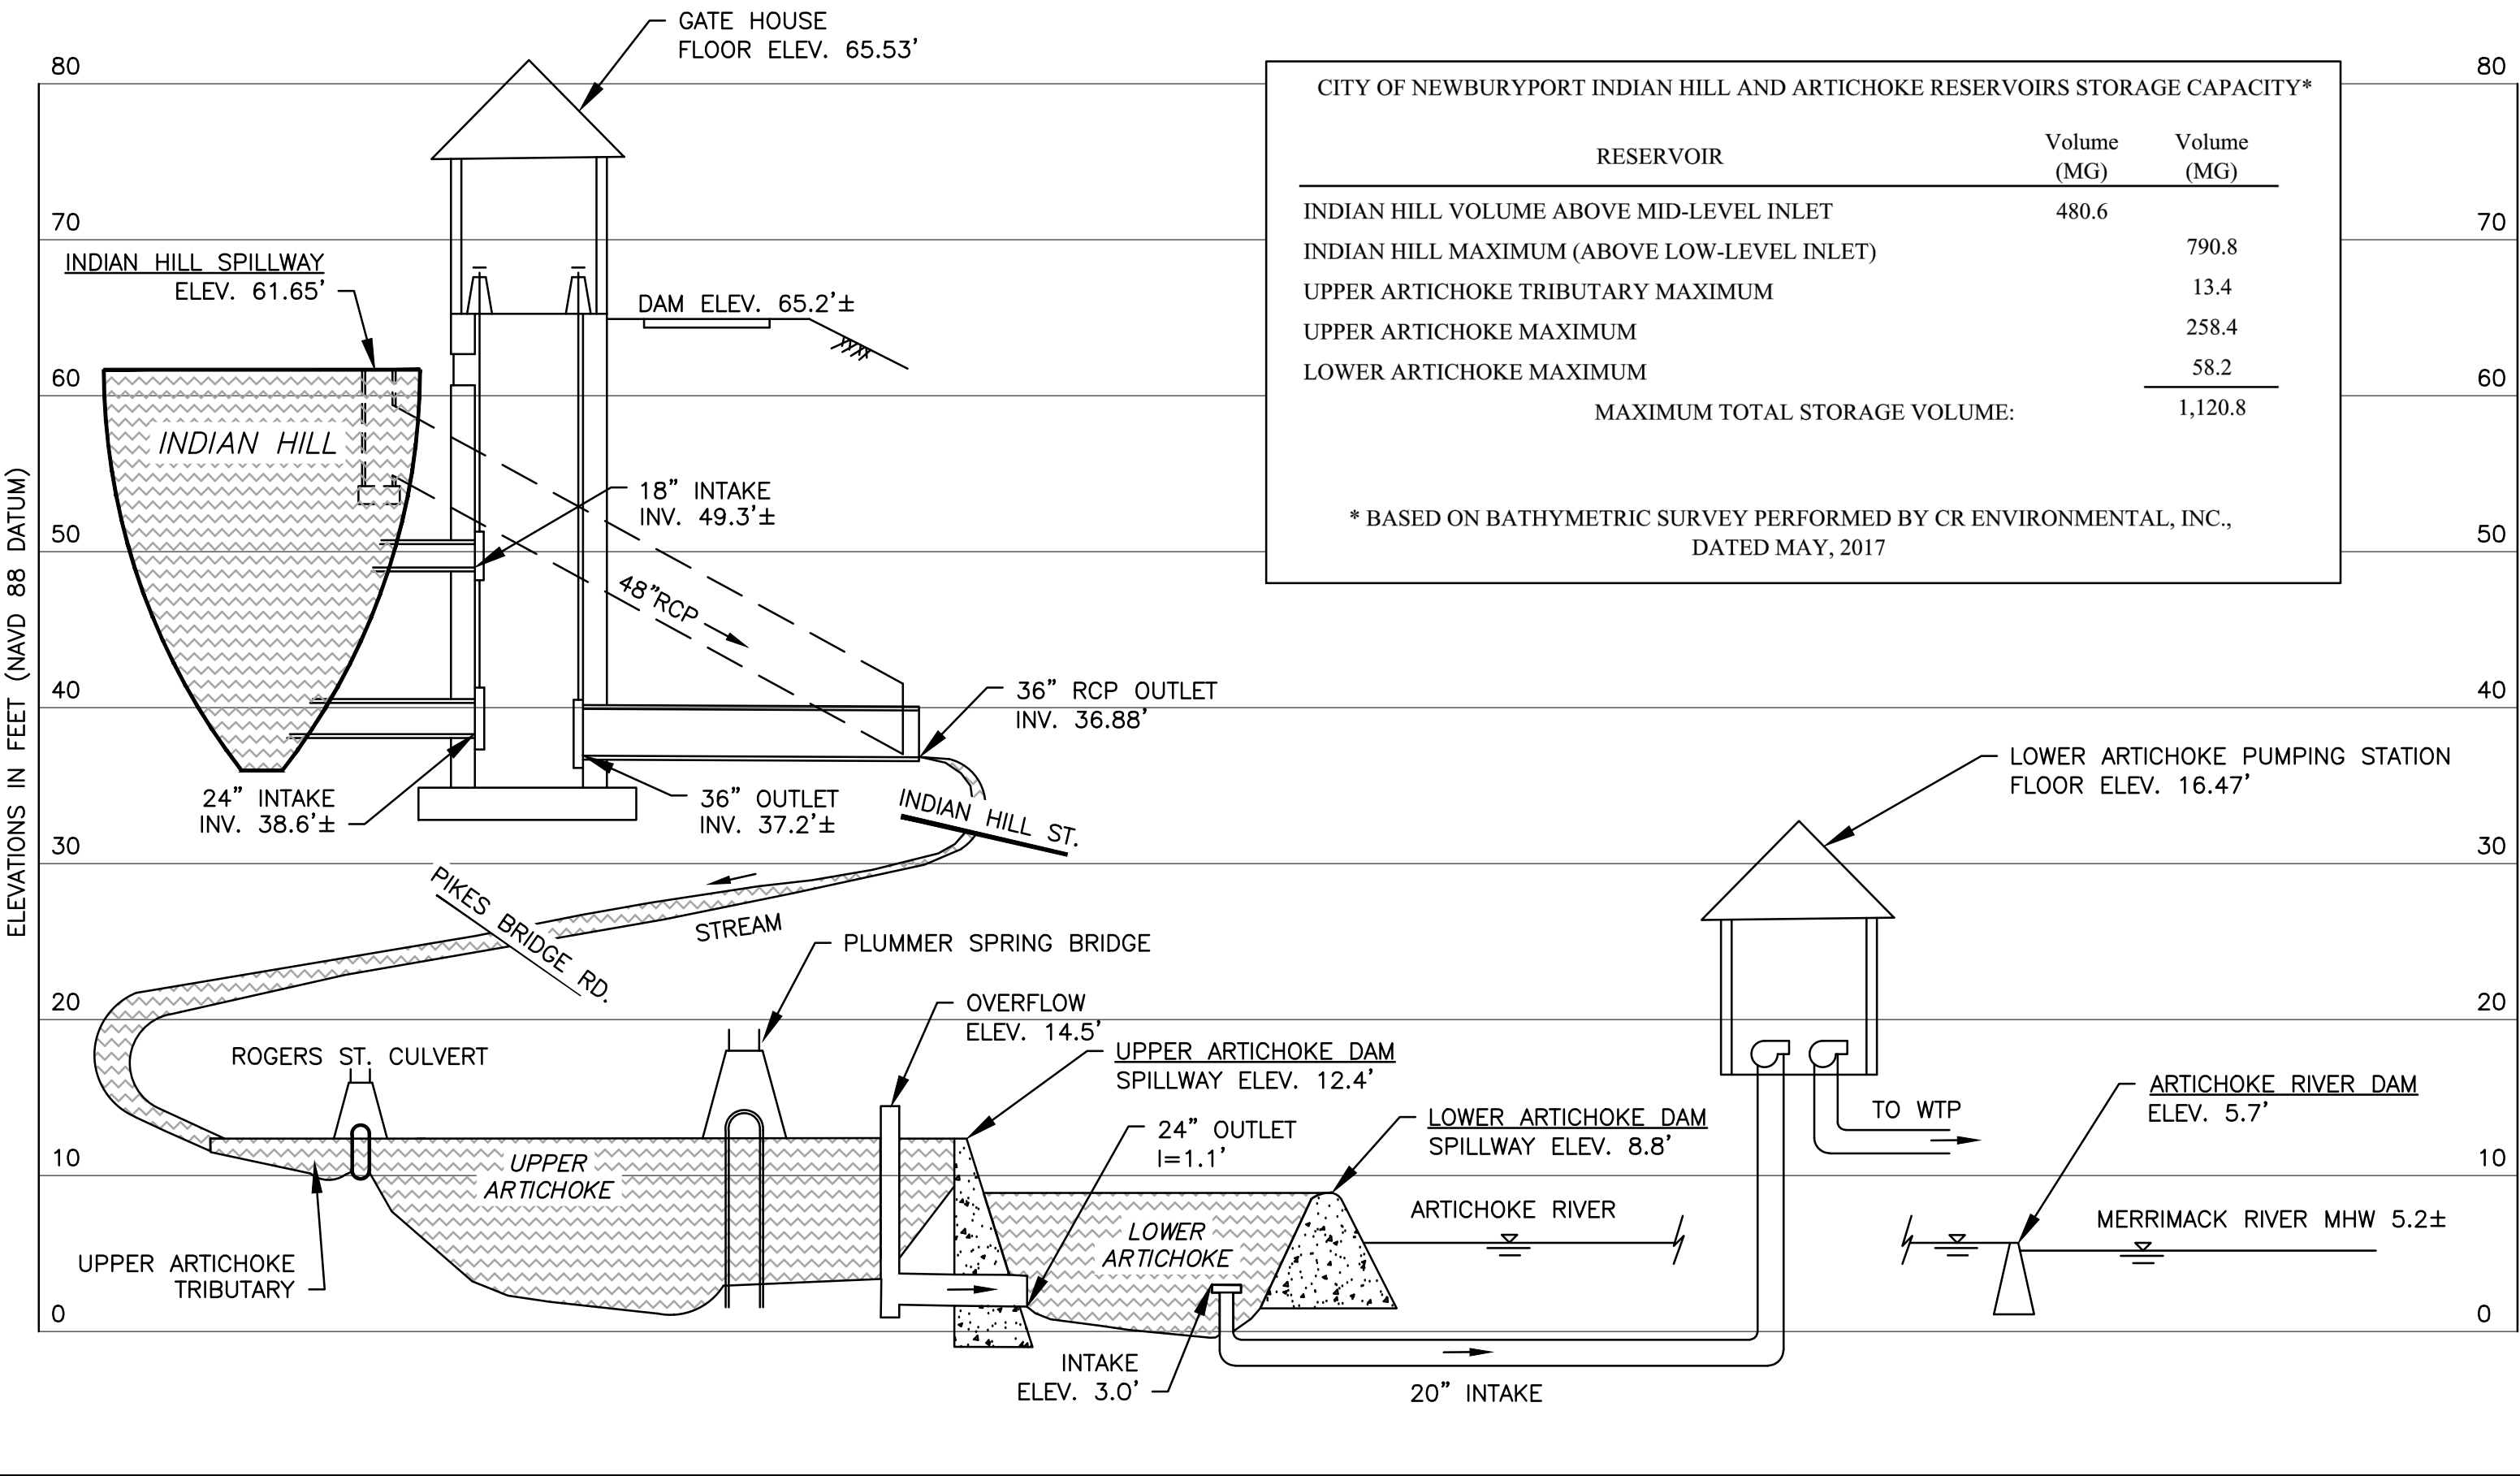 GATE HOUSE
FLOOR ELEV. 65.53’
80
80
CITY OF NEWBURYPORT INDIAN HILL AND ARTICHOKE RESERVOIRS STORAGE CAPACITY*
RESERVOIR
Volume
(MG)
Volume
(MG)
INDIAN HILL VOLUME ABOVE MID-LEVEL INLET 480.6
INDIAN HILL MAXIMUM (ABOVE LOW-LEVEL INLET) 790.8
UPPER ARTICHOKE TRIBUTARY MAXIMUM 13.4
UPPER ARTICHOKE MAXIMUM 258.4
LOWER ARTICHOKE MAXIMUM 58.2
MAXIMUM TOTAL STORAGE VOLUME: 1,120.8
* BASED ON BATHYMETRIC SURVEY PERFORMED BY CR ENVIRONMENTAL, INC.,
DATED MAY, 2017
70
70
INDIAN HILL SPILLWAY
ELEV. 61.65’
DAM ELEV. 65.2’±
60
60
INDIAN HILL
18” INTAKE
INV. 49.3’±
50
50
48”RCP
ELEVATIONS IN FEET (NAVD 88 DATUM)
40
40
36” RCP OUTLET
INV. 36.88’
24” INTAKE
INV. 38.6’±
36” OUTLET
INV. 37.2’±
INDIAN HILL ST.
LOWER ARTICHOKE PUMPING STATION
FLOOR ELEV. 16.47’
30
30
PIKES BRIDGE RD.
STREAM
PLUMMER SPRING BRIDGE
20
20
OVERFLOW
ELEV. 14.5’
ROGERS ST. CULVERT
UPPER ARTICHOKE DAM
SPILLWAY ELEV. 12.4’
24” OUTLET
I=1.1’
LOWER ARTICHOKE DAM
SPILLWAY ELEV. 8.8’
TO WTP
ARTICHOKE RIVER DAM
ELEV. 5.7’
10
10
UPPER
ARTICHOKE
LOWER
ARTICHOKE
ARTICHOKE RIVER
MERRIMACK RIVER MHW 5.2±
UPPER ARTICHOKE
TRIBUTARY
0
0
INTAKE
ELEV. 3.0’
20” INTAKE